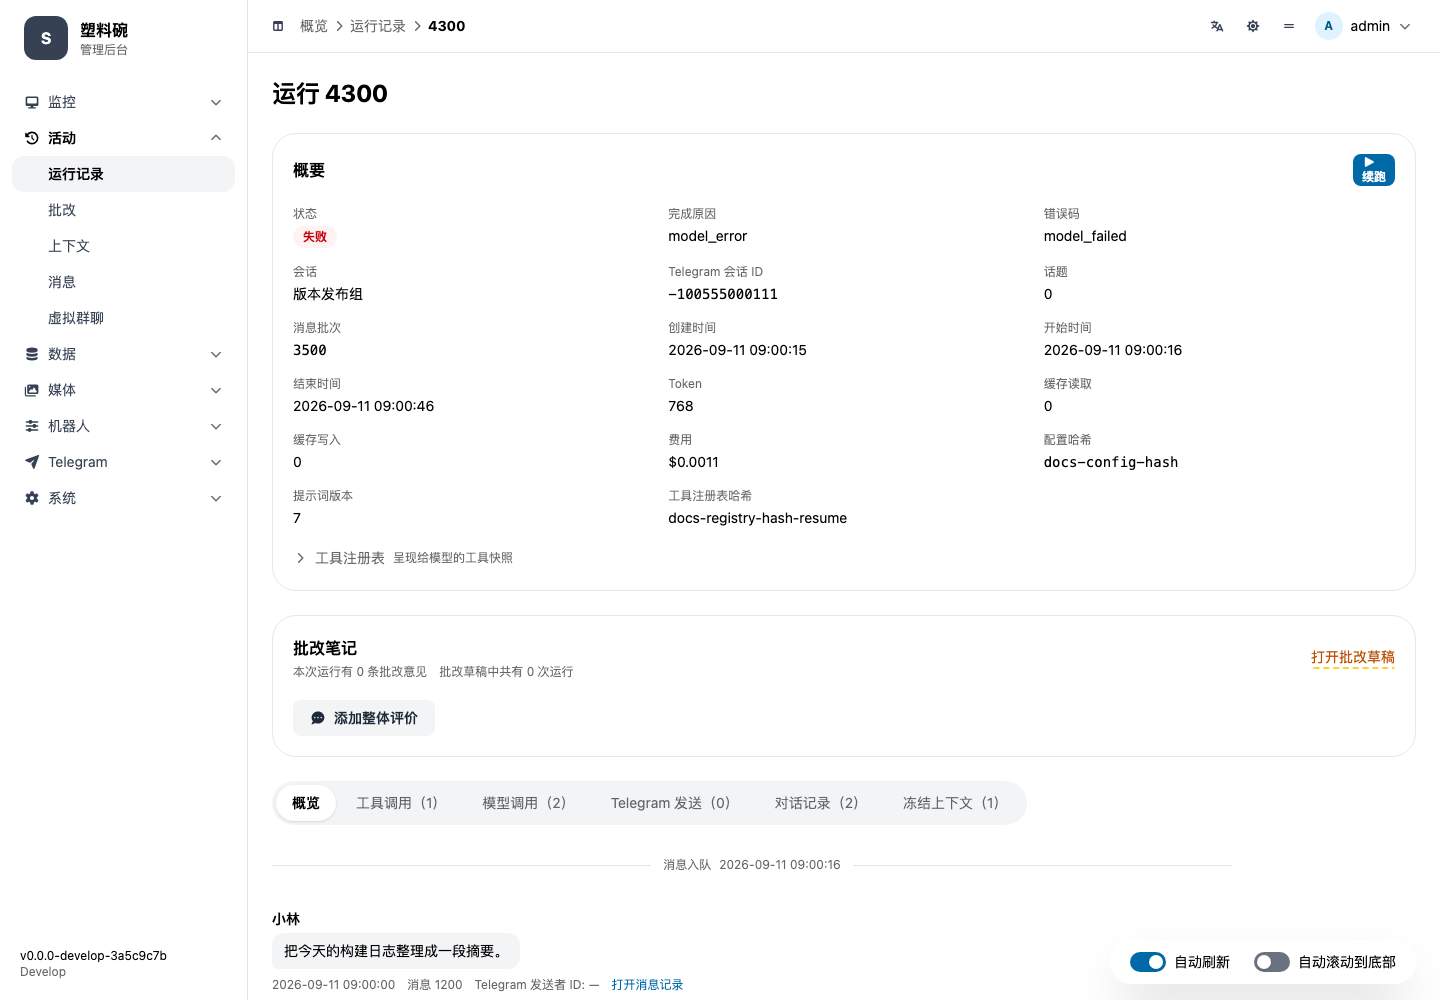 S
塑料碗
管理后台
监控
活动
运行记录
批改
上下文
消息
虚拟群聊
数据
媒体
机器人
Telegram
系统
v0.0.0-develop-3a5c9c7b
Develop
概览 > 运行记录 > 4300
A admin
运行 4300
概要
续跑
状态 完成原因 错误码
失败 model_error model_failed
会话 Telegram 会话 ID 话题
版本发布组 -100555000111 0
消息批次 创建时间 开始时间
3500 2026-09-11 09:00:15 2026-09-11 09:00:16
结束时间 Token 缓存读取
2026-09-11 09:00:46 768 0
缓存写入 费用 配置哈希
0 $0.0011 docs-config-hash
提示词版本 工具注册表哈希
7 docs-registry-hash-resume
工具注册表 呈现给模型的工具快照
批改笔记
本次运行有 0 条批改意见 批改草稿中共有 0 次运行
打开批改草稿
添加整体评价
概览 工具调用（1） 模型调用（2） Telegram 发送（0） 对话记录（2） 冻结上下文（1）
消息入队 2026-09-11 09:00:16
小林
把今天的构建日志整理成一段摘要。
2026-09-11 09:00:00 消息 1200 Telegram 发送者 ID: — 打开消息记录
自动刷新 自动滚动到底部